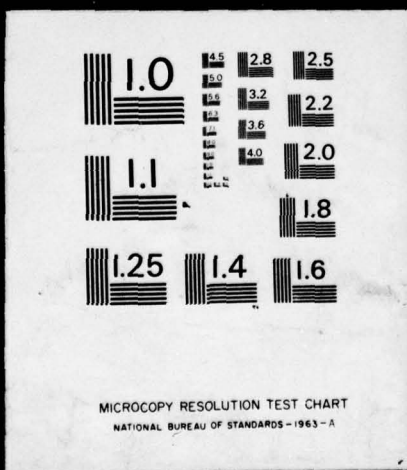 1.0 4.5 2.8 2.5
5.0
5.6 3.2 2.2
6.3
3.6
4.0 2.0
1.1
1.8
1.25 1.4 1.6
MICROCOPY RESOLUTION TEST CHART
NATIONAL BUREAU OF STANDARDS-1963-A